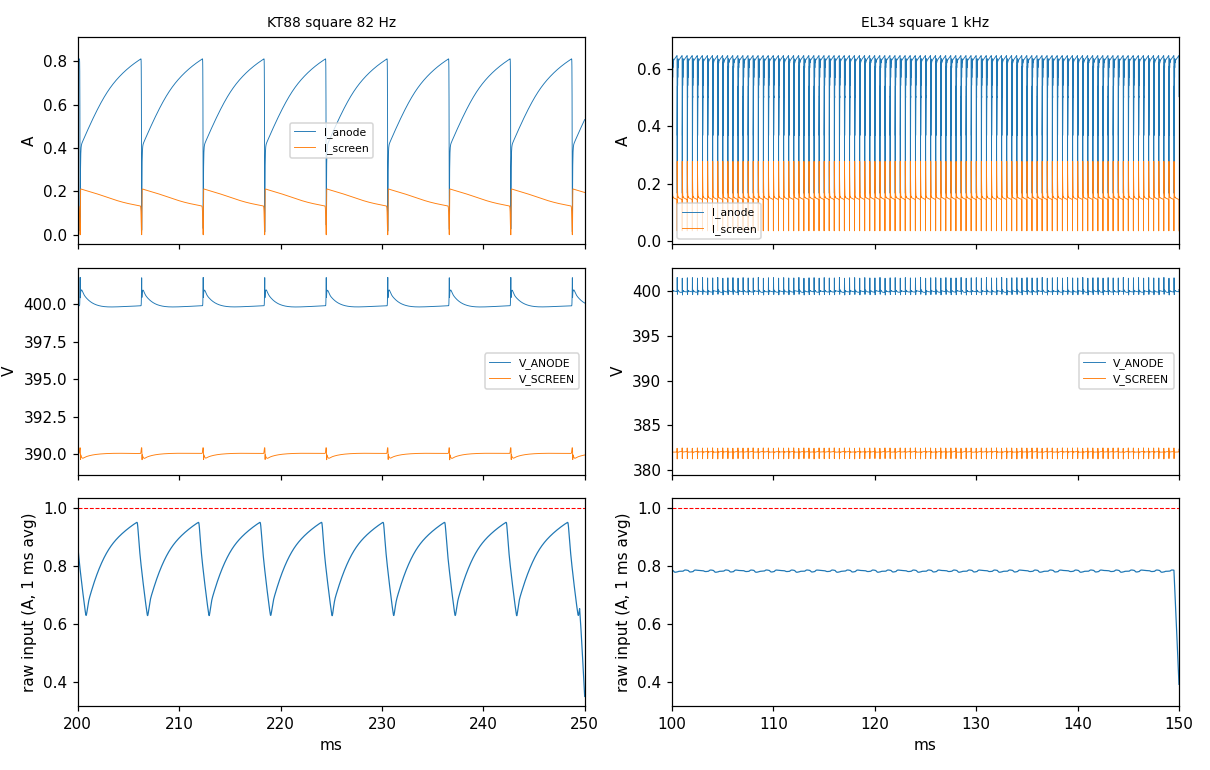 KT88 square 82 Hz
0.8
0.6
0.4
0.2
0.0
A
I_anode
I_screen
EL34 square 1 kHz
0.6
0.4
0.2
0.0
A
I_anode
I_screen
400.0
397.5
395.0
392.5
390.0
V
V_ANODE
V_SCREEN
400
395
390
385
380
V
V_ANODE
V_SCREEN
1.0
0.8
0.6
0.4
raw input (A, 1 ms avg)
200 210 220 230 240 250
ms
1.0
0.8
0.6
0.4
raw input (A, 1 ms avg)
100 110 120 130 140 150
ms